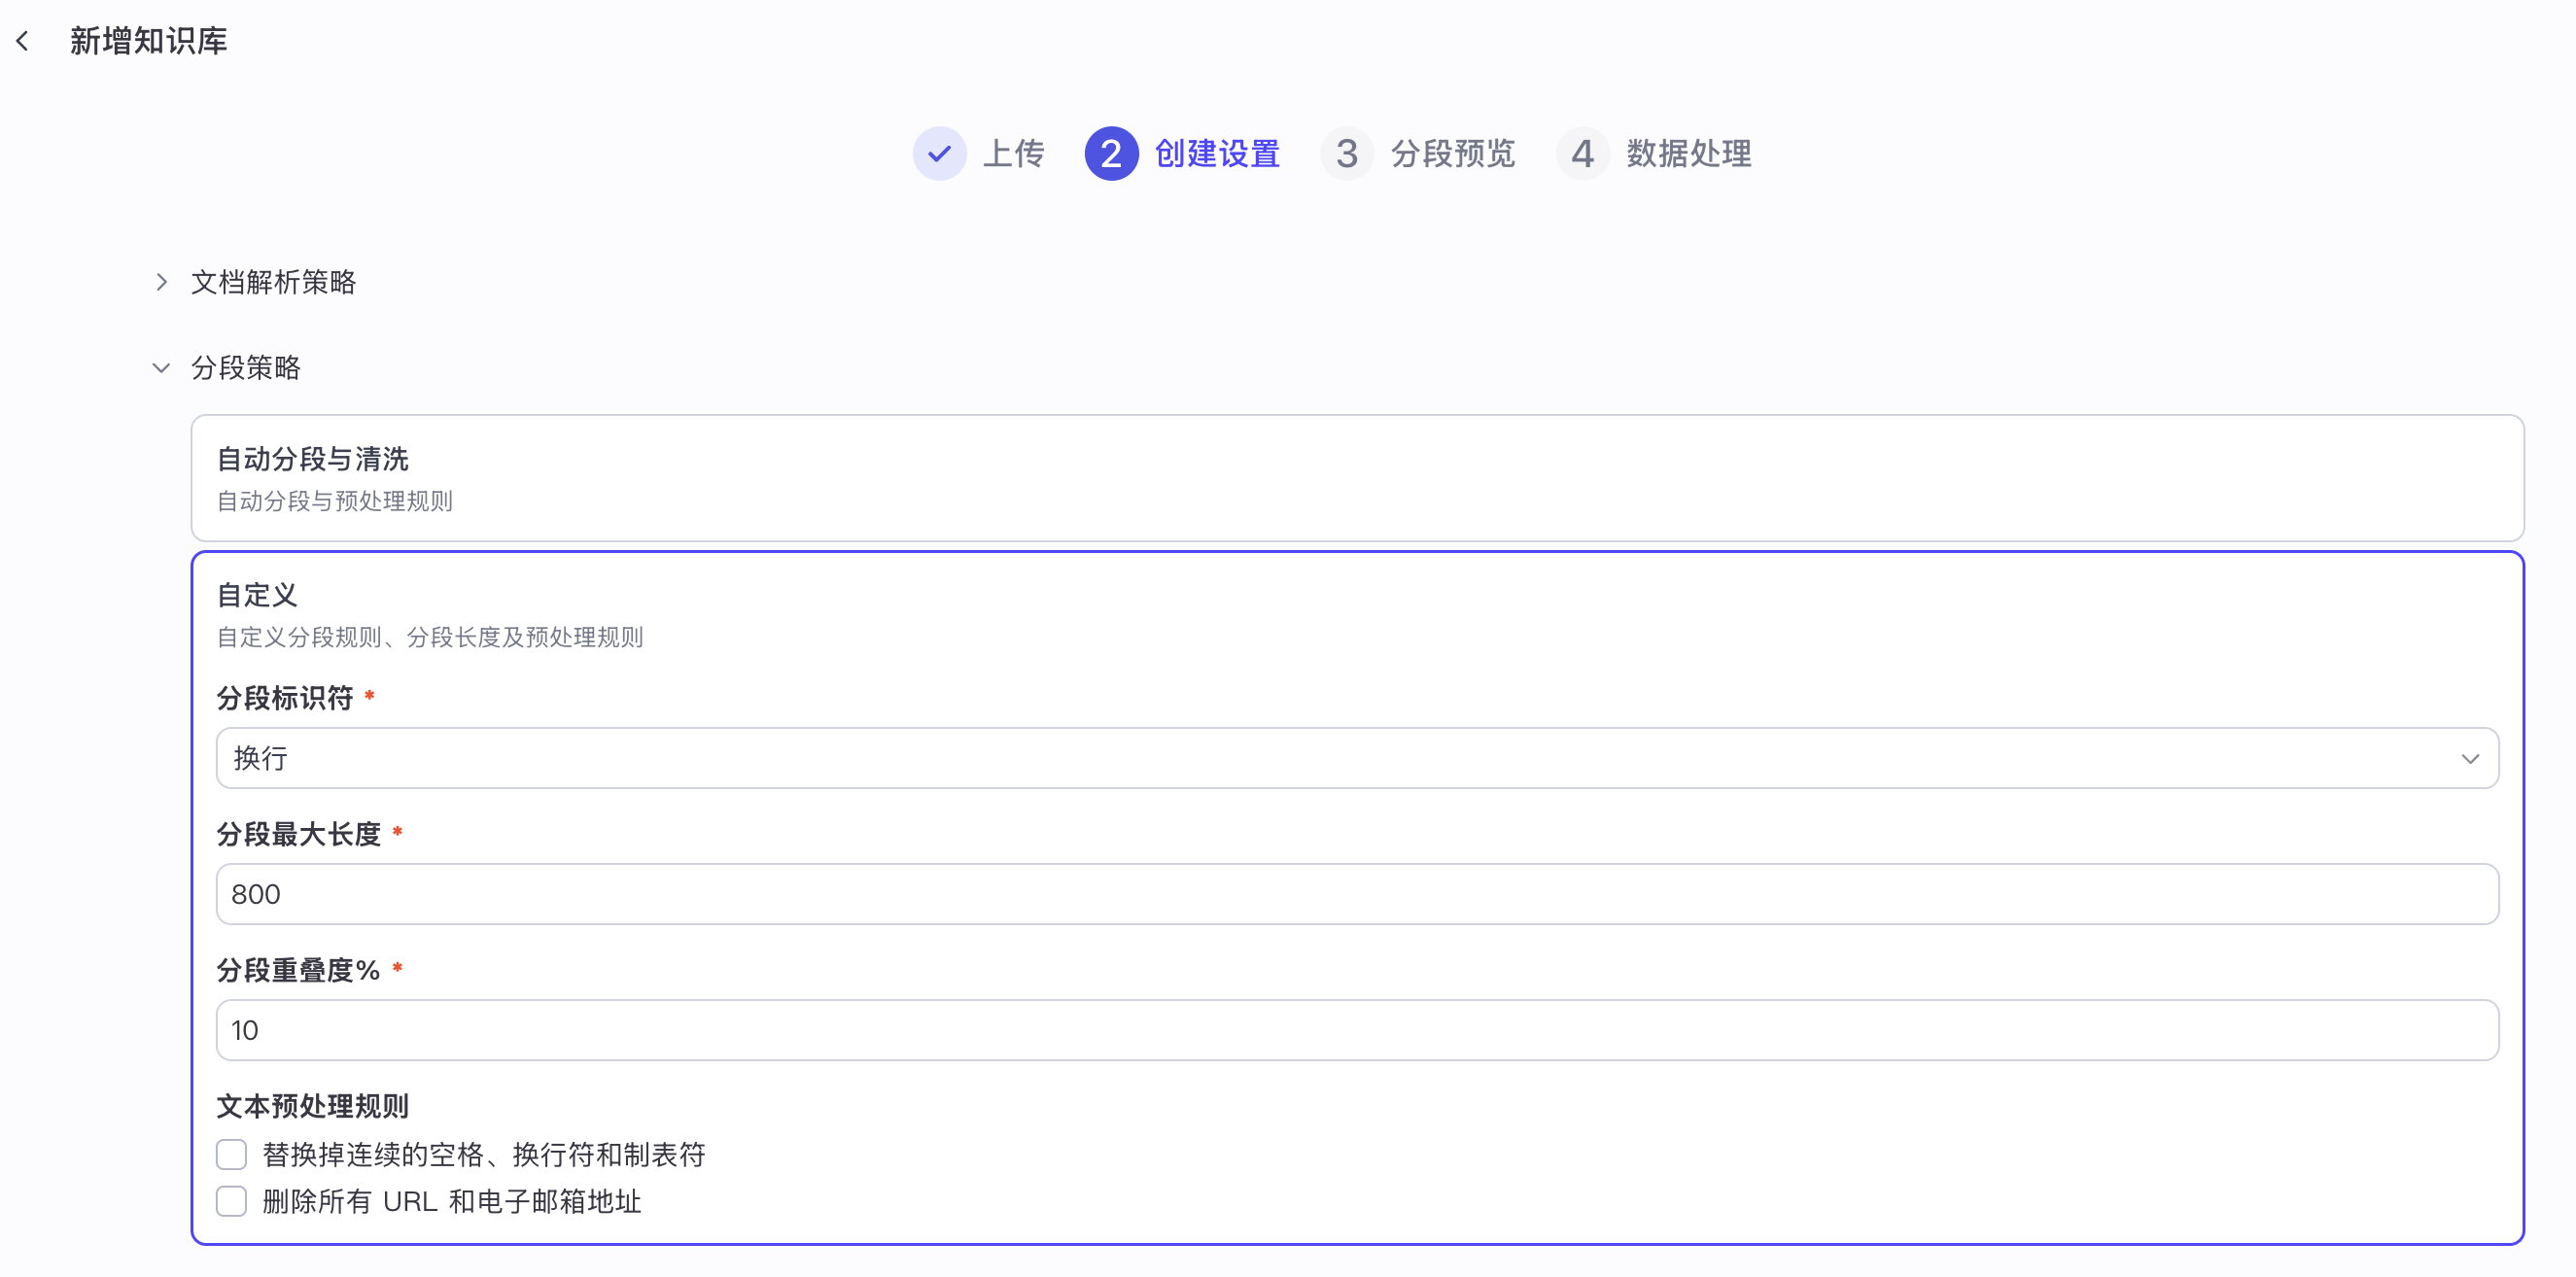 新增知识库
上传 2 创建设置 3 分段预览 4 数据处理
文档解析策略
分段策略
自动分段与清洗
自动分段与预处理规则
自定义
自定义分段规则、分段长度及预处理规则
分段标识符 *
换行
分段最大长度 *
800
分段重叠度% *
10
文本预处理规则
替换掉连续的空格、换行符和制表符
删除所有 URL 和电子邮箱地址